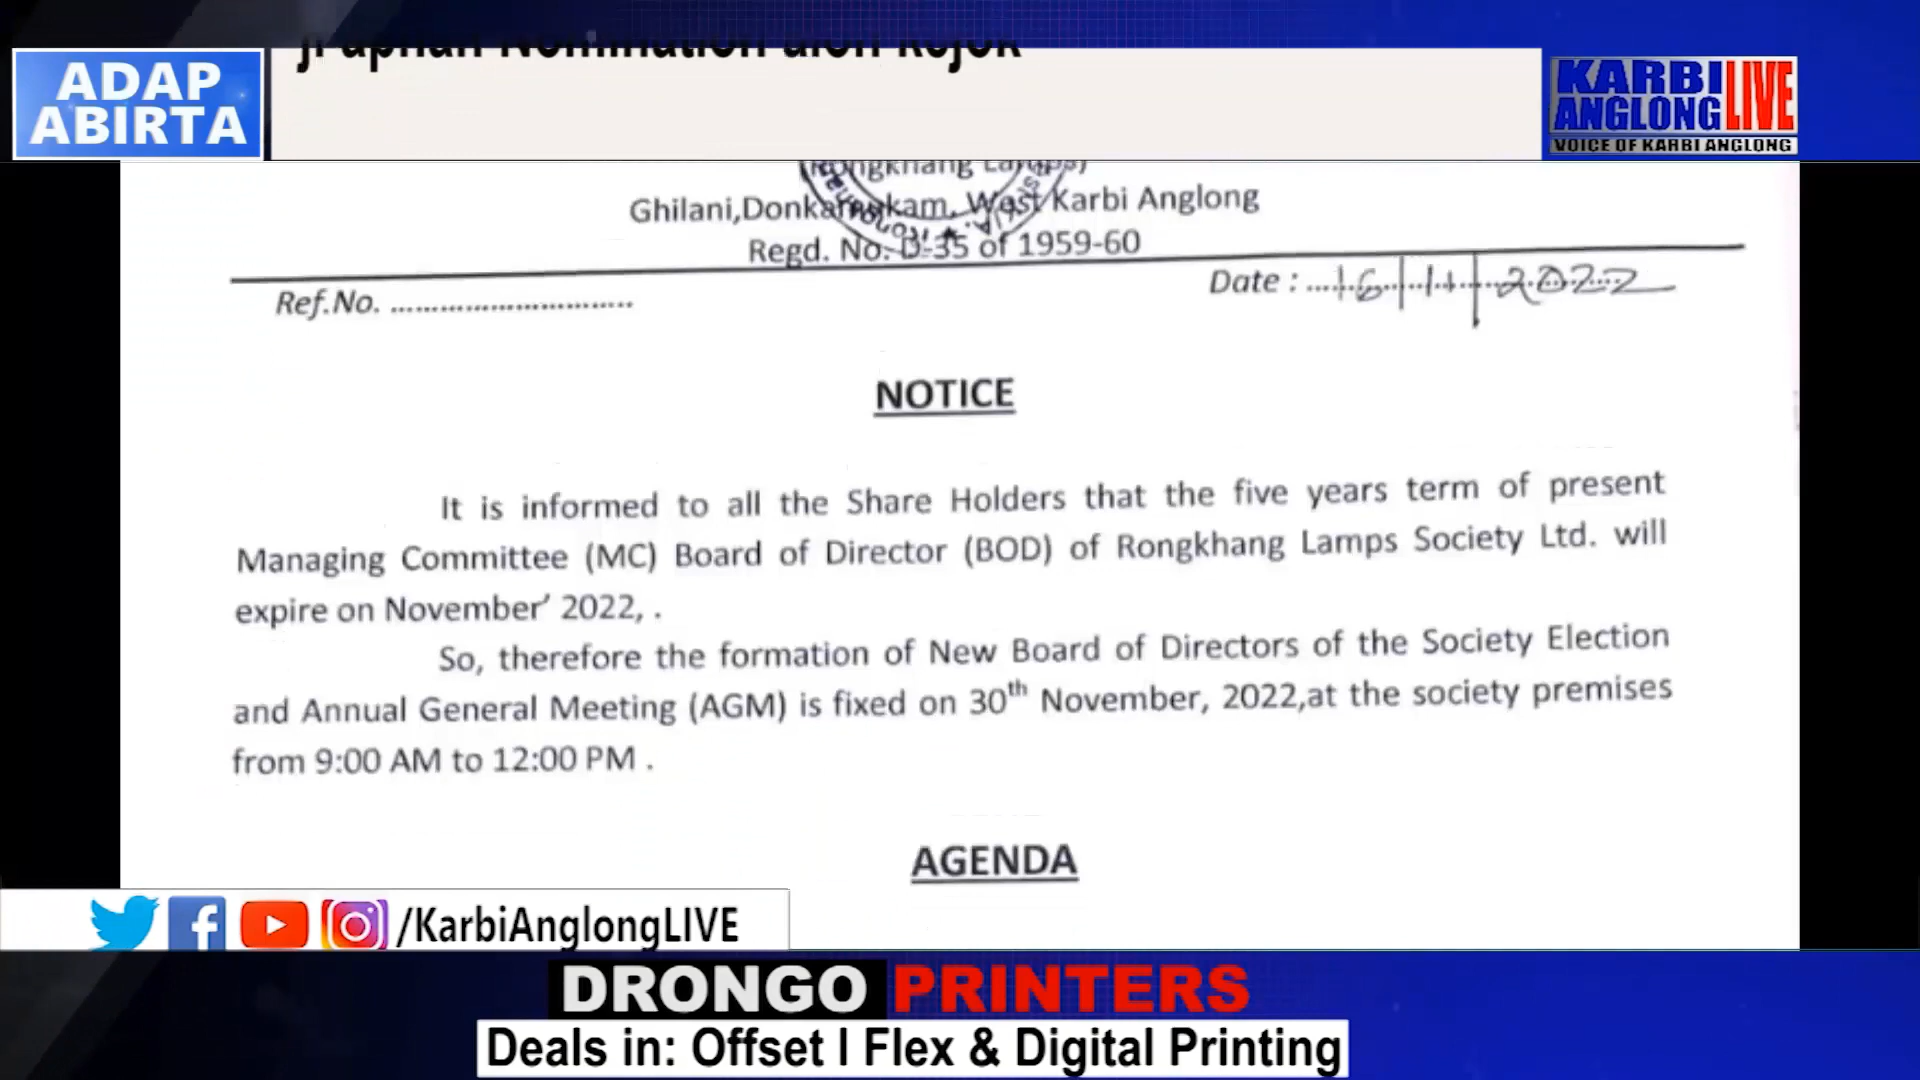 ADAP
ABIRTA
Nomination
KARBI
ANGLONG
LIVE
VOICE OF KARBI ANGLONG
(Rongkhang Lamps)
Ghilani,Donkamukam, West Karbi Anglong
Regd. No.-D-35 of 1959-60
Ref.No. ..............................
Date : 16/11/2022
NOTICE
It is informed to all the Share Holders that the five years term of present
Managing Committee (MC) Board of Director (BOD) of Rongkhang Lamps Society Ltd. will
expire on November’ 2022, .
So, therefore the formation of New Board of Directors of the Society Election
and Annual General Meeting (AGM) is fixed on 30th November, 2022,at the society premises
from 9:00 AM to 12:00 PM .
AGENDA
/KarbiAnglongLIVE
DRONGO PRINTERS
Deals in: Offset I Flex & Digital Printing